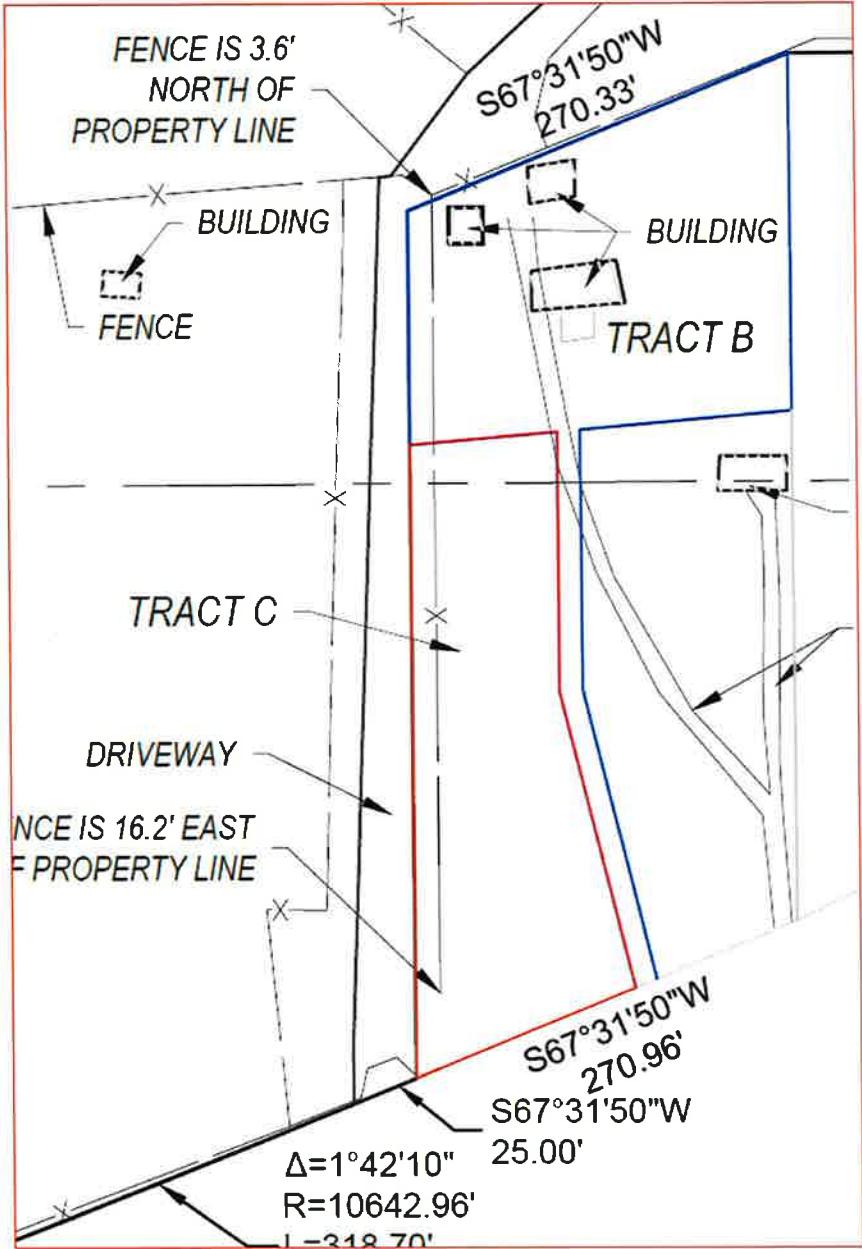 FENCE IS 3.6'
NORTH OF
PROPERTY LINE
S67°31'50"W
270.33'
BUILDING
BUILDING
FENCE
TRACT B
TRACT C
DRIVEWAY
NCE IS 16.2' EAST
F PROPERTY LINE
S67°31'50"W
270.96'
S67°31'50"W
25.00'
Δ=1°42'10"
R=10642.96'
L=318.70'